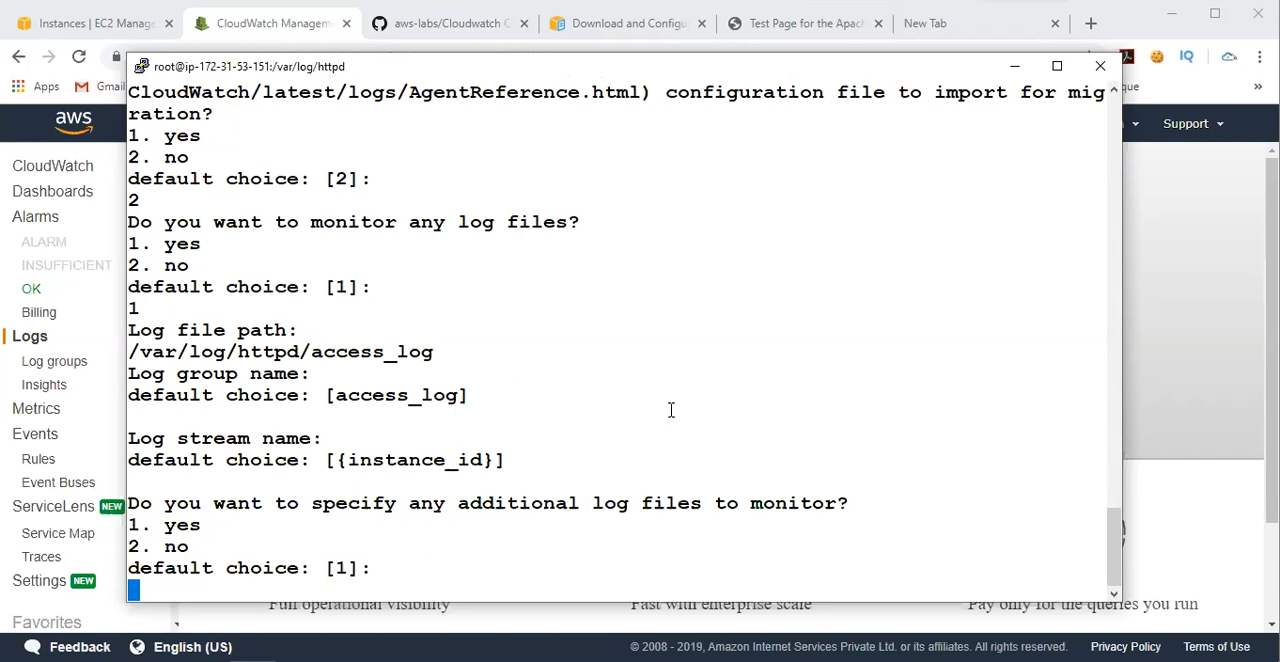 Instances | EC2 Manage
CloudWatch Managemen
aws-labs/Cloudwatch C
Download and Configu
Test Page for the Apach
New Tab
Apps
Gmail
root@ip-172-31-53-151:/var/log/httpd
que
aws
Support
CloudWatch
Dashboards
Alarms
ALARM
INSUFFICIENT
OK
Billing
Logs
Log groups
Insights
Metrics
Events
Rules
Event Buses
ServiceLens NEW
Service Map
Traces
Settings NEW
Favorites
CloudWatch/latest/logs/AgentReference.html) configuration file to import for mig
ration?
1. yes
2. no
default choice: [2]:
2
Do you want to monitor any log files?
1. yes
2. no
default choice: [1]:
1
Log file path:
/var/log/httpd/access_log
Log group name:
default choice: [access_log]
Log stream name:
default choice: [{instance_id}]
Do you want to specify any additional log files to monitor?
1. yes
2. no
default choice: [1]:
Full operational visibility
Fast with enterprise scale
Pay only for the queries you run
Feedback
English (US)
© 2008 - 2019, Amazon Internet Services Private Ltd. or its affiliates. All rights reserved.
Privacy Policy
Terms of Use